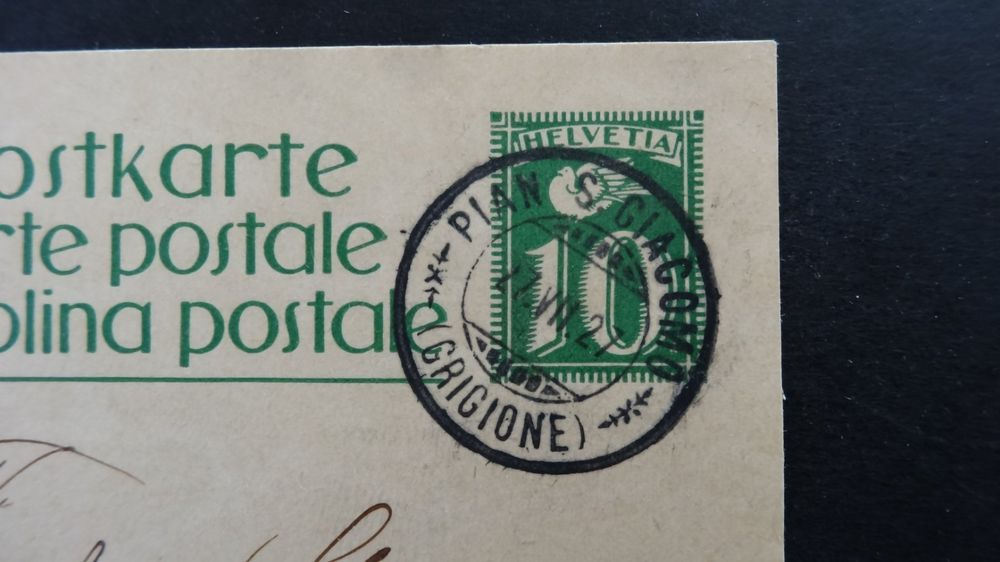 ostkarte
rte postale
olina postale
HELVETIA
10
PIAN S. GIACOMO
(GRIGIONE)